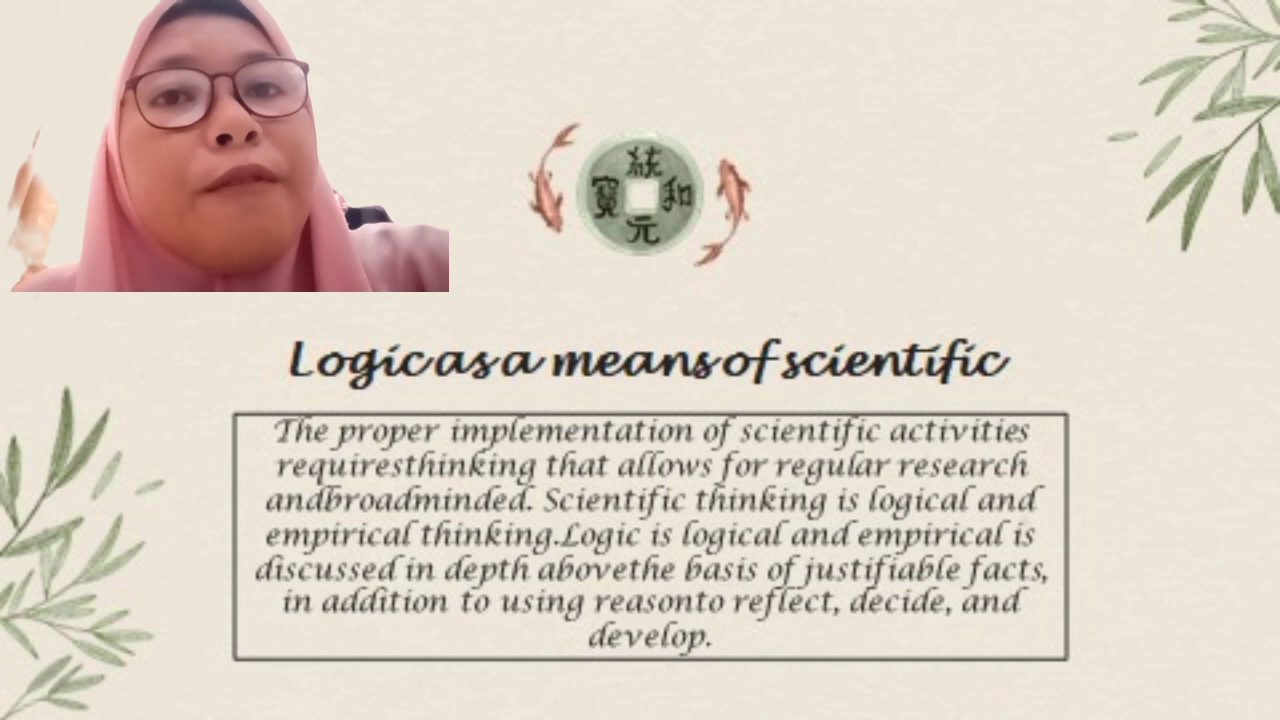 統
寶 和
元
Logic as a means of scientific
The proper implementation of scientific activities
requiresthinking that allows for regular research
andbroadminded. Scientific thinking is logical and
empirical thinking.Logic is logical and empirical is
discussed in depth abovethe basis of justifiable facts,
in addition to using reasonto reflect, decide, and
develop.